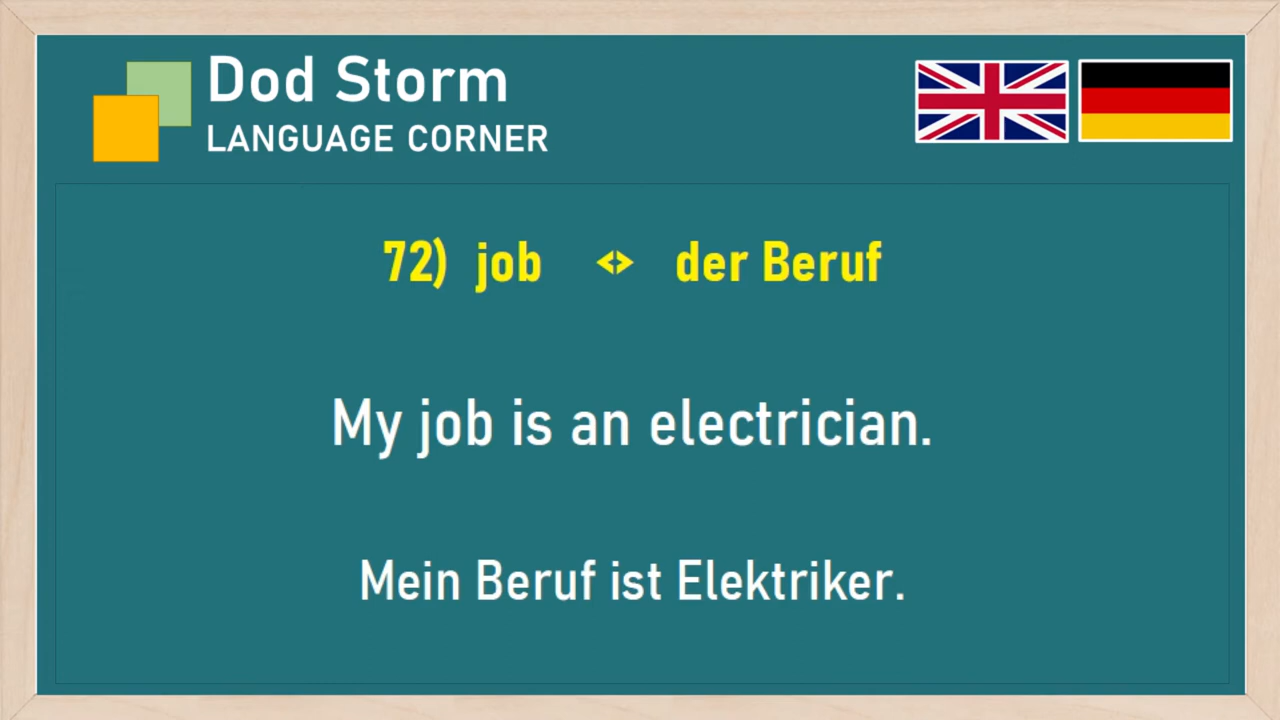 Dod Storm
LANGUAGE CORNER
72) job <> der Beruf
My job is an electrician.
Mein Beruf ist Elektriker.